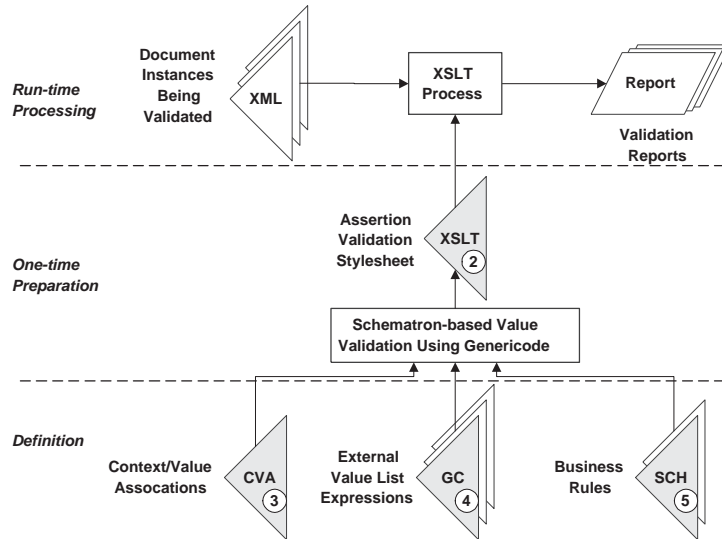 Run-time
Processing
Document
Instances
Being
Validated
XML
XSLT
Process
Report
Validation
Reports
One-time
Preparation
Assertion
Validation
Stylesheet
XSLT
2
Schematron-based Value
Validation Using Genericode
Definition
Context/Value
Assocations
CVA
3
External
Value List
Expressions
GC
4
Business
Rules
SCH
5